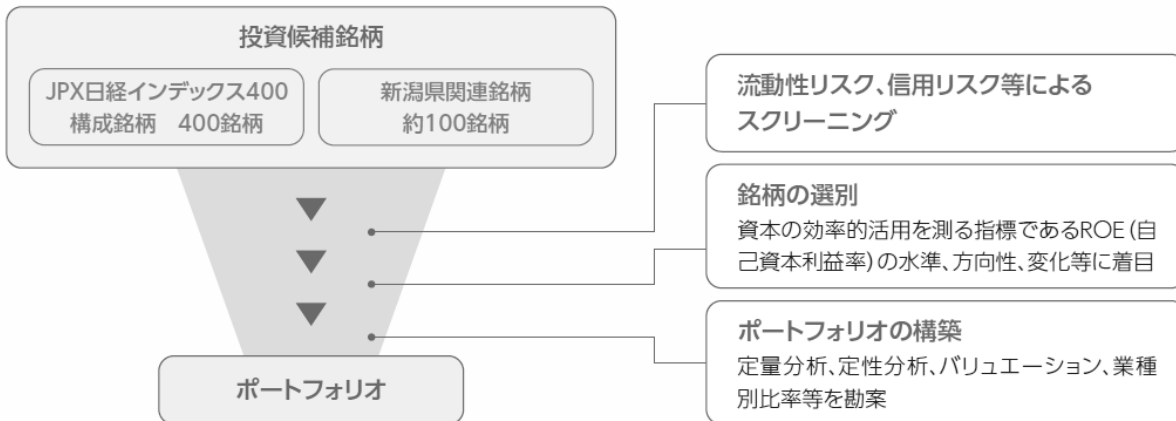 投資候補銘柄
JPX日経インデックス400
構成銘柄　400銘柄
新潟県関連銘柄
約100銘柄
流動性リスク、信用リスク等による
スクリーニング
銘柄の選別
資本の効率的活用を測る指標であるROE(自
己資本利益率)の水準、方向性、変化等に着目
ポートフォリオの構築
定量分析、定性分析、バリュエーション、業種
別比率等を勘案
ポートフォリオ